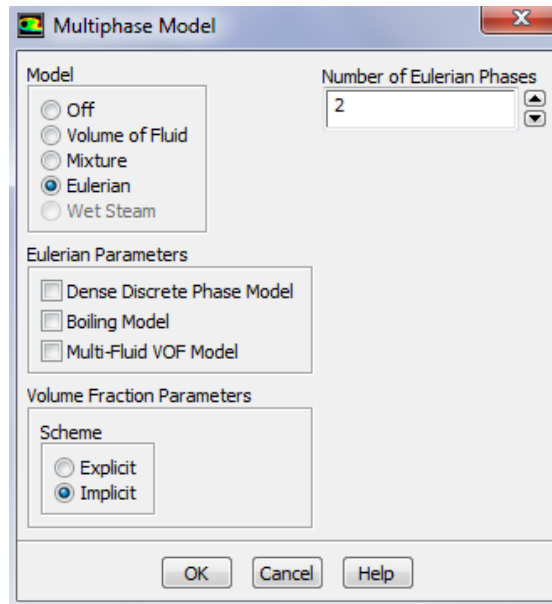 Multiphase Model
Model
Off
Volume of Fluid
Mixture
Eulerian
Wet Steam
Number of Eulerian Phases
2
Eulerian Parameters
Dense Discrete Phase Model
Boiling Model
Multi-Fluid VOF Model
Volume Fraction Parameters
Scheme
Explicit
Implicit
OK Cancel Help